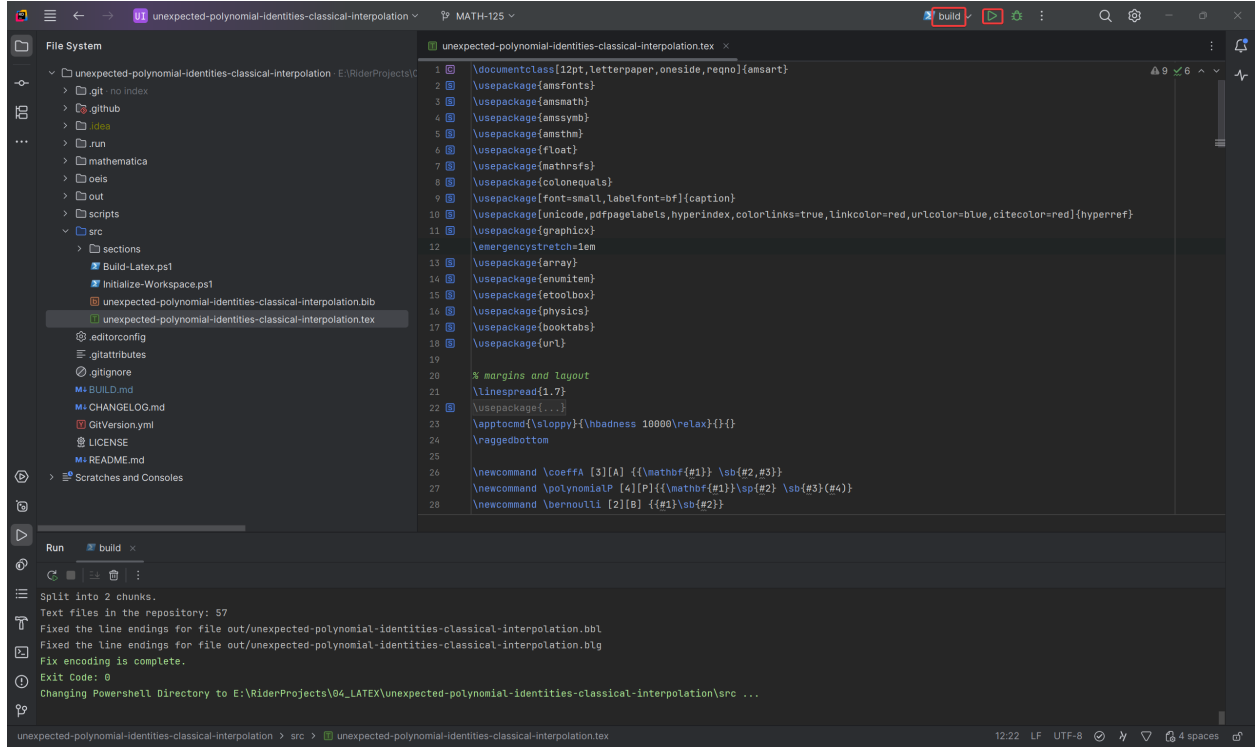 UI unexpected-polynomial-identities-classical-interpolation MATH-125 build
File System
unexpected-polynomial-identities-classical-interpolation E:\RiderProjects\0
.git no index
.github
.idea
.run
mathematica
oeis
out
scripts
src
sections
Build-Latex.ps1
Initialize-Workspace.ps1
unexpected-polynomial-identities-classical-interpolation.bib
unexpected-polynomial-identities-classical-interpolation.tex
.editorconfig
.gitattributes
.gitignore
M↓ BUILD.md
M↓ CHANGELOG.md
GitVersion.yml
LICENSE
M↓ README.md
Scratches and Consoles
unexpected-polynomial-identities-classical-interpolation.tex
9 6
1 \documentclass[12pt,letterpaper,oneside,reqno]{amsart}
2 \usepackage{amsfonts}
3 \usepackage{amsmath}
4 \usepackage{amssymb}
5 \usepackage{amsthm}
6 \usepackage{float}
7 \usepackage{mathrsfs}
8 \usepackage{colonequals}
9 \usepackage[font=small,labelfont=bf]{caption}
10 \usepackage[unicode,pdfpagelabels,hyperindex,colorlinks=true,linkcolor=red,urlcolor=blue,citecolor=red]{hyperref}
11 \usepackage{graphicx}
12 \emergencystretch=1em
13 \usepackage{array}
14 \usepackage{enumitem}
15 \usepackage{etoolbox}
16 \usepackage{physics}
17 \usepackage{booktabs}
18 \usepackage{url}
19
20 % margins and layout
21 \linespread{1.7}
22 \usepackage{...}
23 \apptocmd{\sloppy}{\hbadness 10000\relax}{}{}
24 \raggedbottom
25
26 \newcommand \coeffA [3][A] {{\mathbf{#1}} \sb{#2,#3}}
27 \newcommand \polynomialP [4][P]{{\mathbf{#1}}\sp{#2} \sb{#3}(#4)}
28 \newcommand \bernoulli [2][B] {{#1}\sb{#2}}
Run build
Split into 2 chunks.
Text files in the repository: 57
Fixed the line endings for file out/unexpected-polynomial-identities-classical-interpolation.bbl
Fixed the line endings for file out/unexpected-polynomial-identities-classical-interpolation.blg
Fix encoding is complete.
Exit Code: 0
Changing Powershell Directory to E:\RiderProjects\04_LATEX\unexpected-polynomial-identities-classical-interpolation\src ...
unexpected-polynomial-identities-classical-interpolation > src > unexpected-polynomial-identities-classical-interpolation.tex 12:22 LF UTF-8 4 spaces